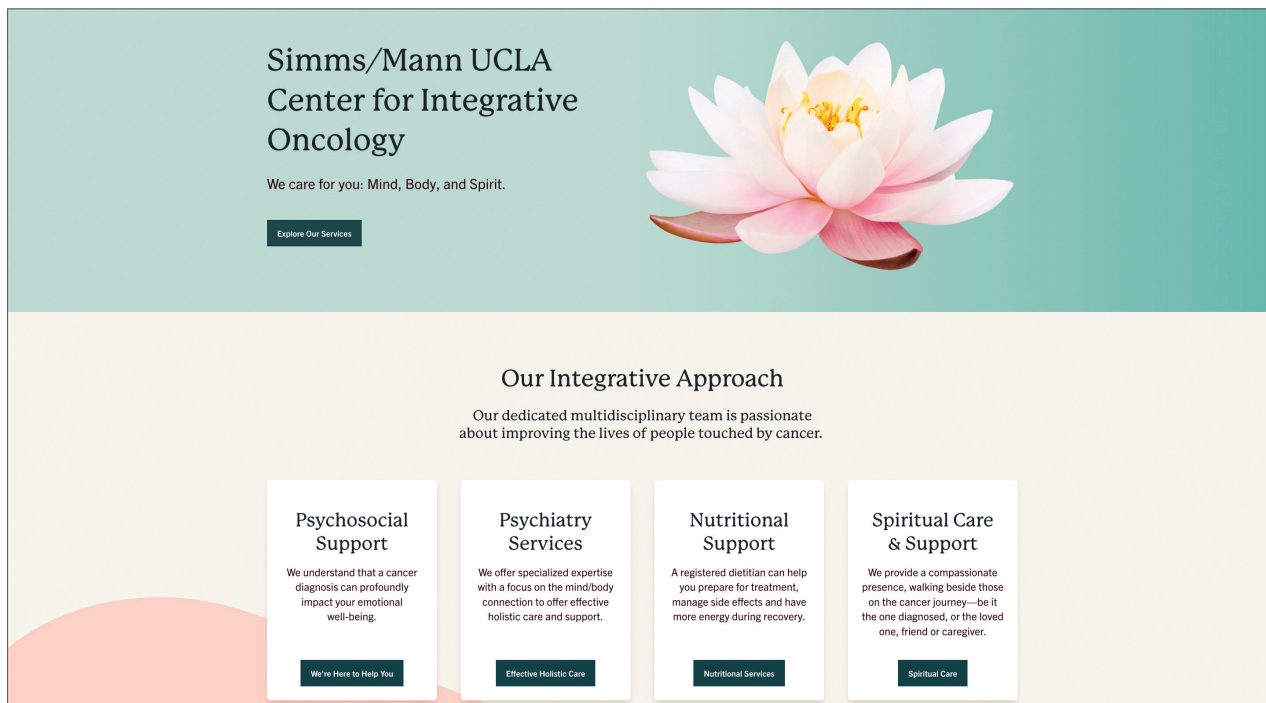 Simms/Mann UCLA
Center for Integrative
Oncology
We care for you: Mind, Body, and Spirit.
Explore Our Services
Our Integrative Approach
Our dedicated multidisciplinary team is passionate
about improving the lives of people touched by cancer.
Psychosocial
Support
We understand that a cancer
diagnosis can profoundly
impact your emotional
well-being.
We're Here to Help You
Psychiatry
Services
We offer specialized expertise
with a focus on the mind/body
connection to offer effective
holistic care and support.
Effective Holistic Care
Nutritional
Support
A registered dietitian can help
you prepare for treatment,
manage side effects and have
more energy during recovery.
Nutritional Services
Spiritual Care
& Support
We provide a compassionate
presence, walking beside those
on the cancer journey—be it
the one diagnosed, or the loved
one, friend or caregiver.
Spiritual Care